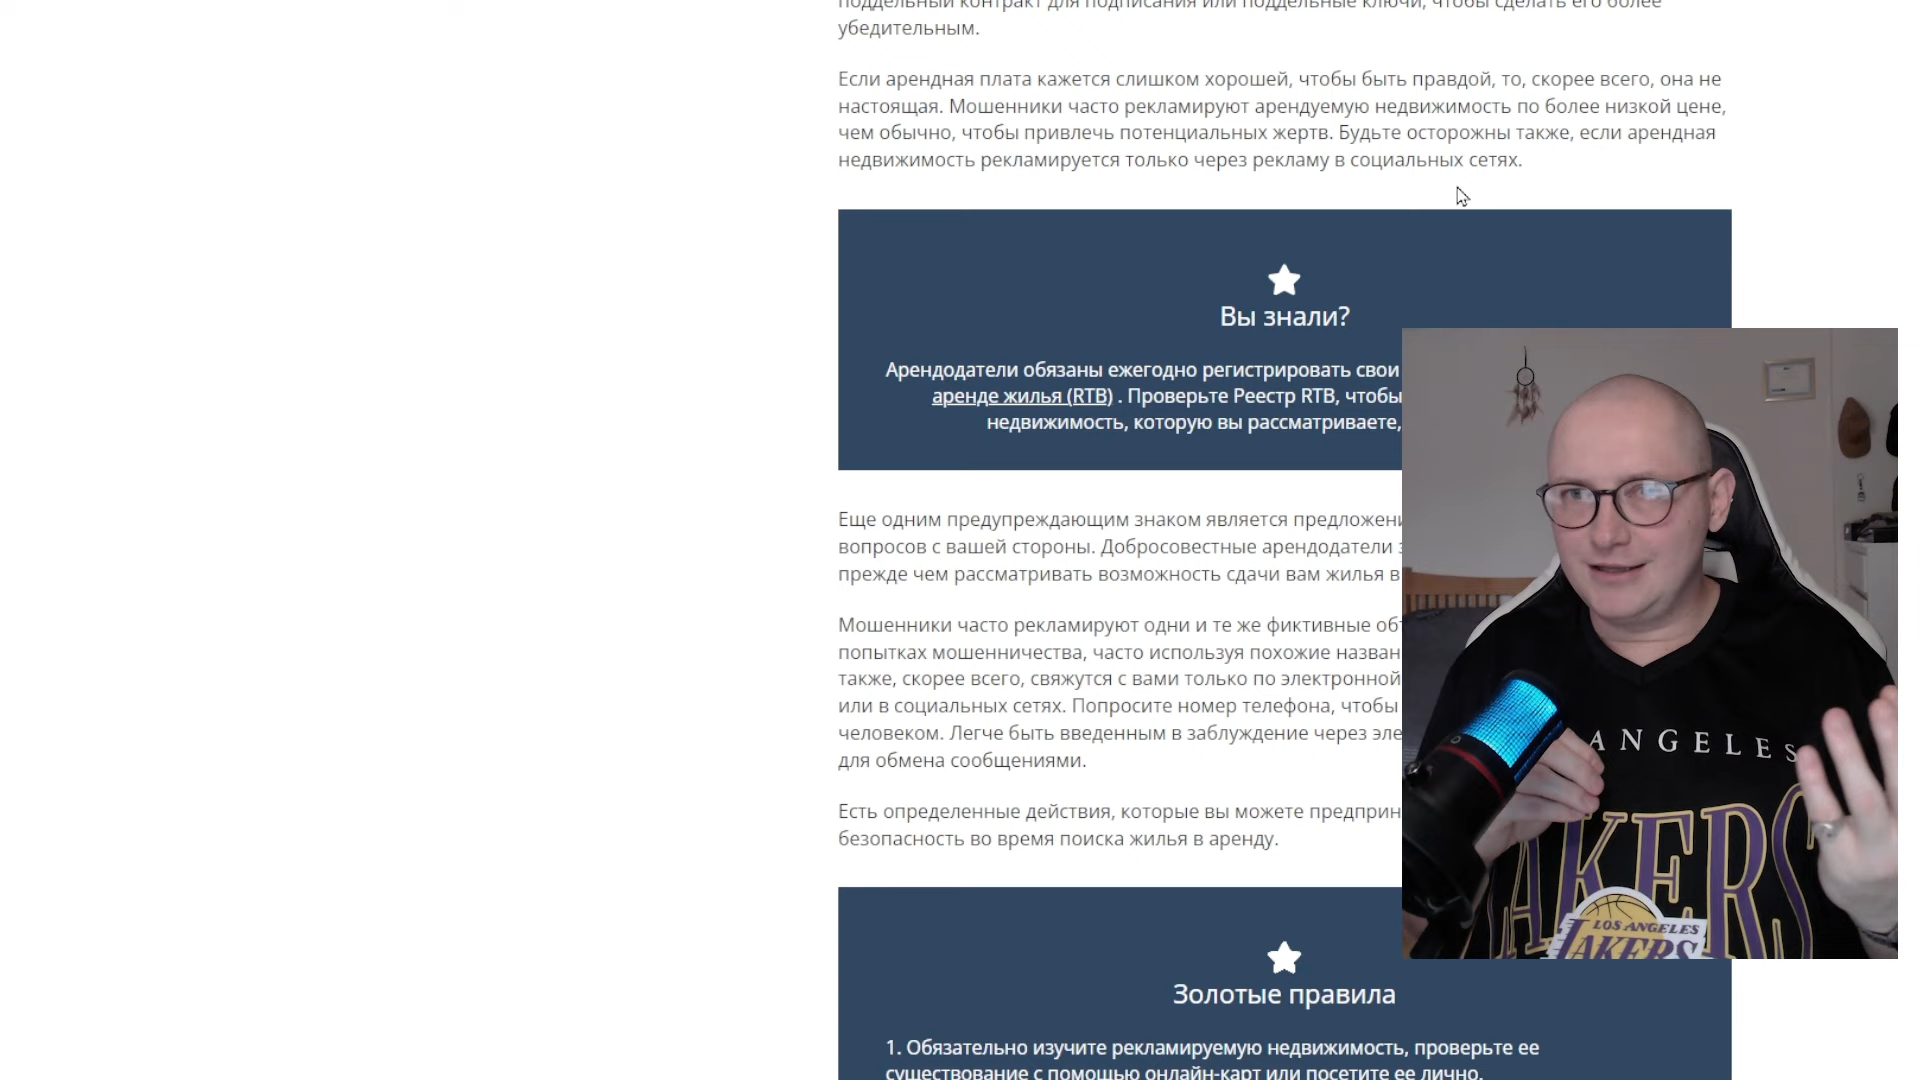 поддельный контракт для подписания или поддельные ключи, чтобы сделать его более
убедительным.
Если арендная плата кажется слишком хорошей, чтобы быть правдой, то, скорее всего, она не
настоящая. Мошенники часто рекламируют арендуемую недвижимость по более низкой цене,
чем обычно, чтобы привлечь потенциальных жертв. Будьте осторожны также, если арендная
недвижимость рекламируется только через рекламу в социальных сетях.
Вы знали?
Арендодатели обязаны ежегодно регистрировать свои
аренде жилья (RTB) . Проверьте Реестр RTB, чтобы
недвижимость, которую вы рассматриваете,
Еще одним предупреждающим знаком является
вопросов с вашей стороны. Добросовестные арендодатели
прежде чем рассматривать возможность сдачи вам жилья в
Мошенники часто рекламируют одни и те же фиктивные
попытках мошенничества, часто используя похожие
также, скорее всего, свяжутся с вами только по электронной
или в социальных сетях. Попросите номер телефона, чтобы
человеком. Легче быть введенным в заблуждение через
для обмена сообщениями.
Есть определенные действия, которые вы можете
безопасность во время поиска жилья в аренду.
Золотые правила
1. Обязательно изучите рекламируемую недвижимость, проверьте ее
существование с помощью онлайн-карт или посетите ее лично.
ANGELES
LAKERS
LOS ANGELES
LAKERS